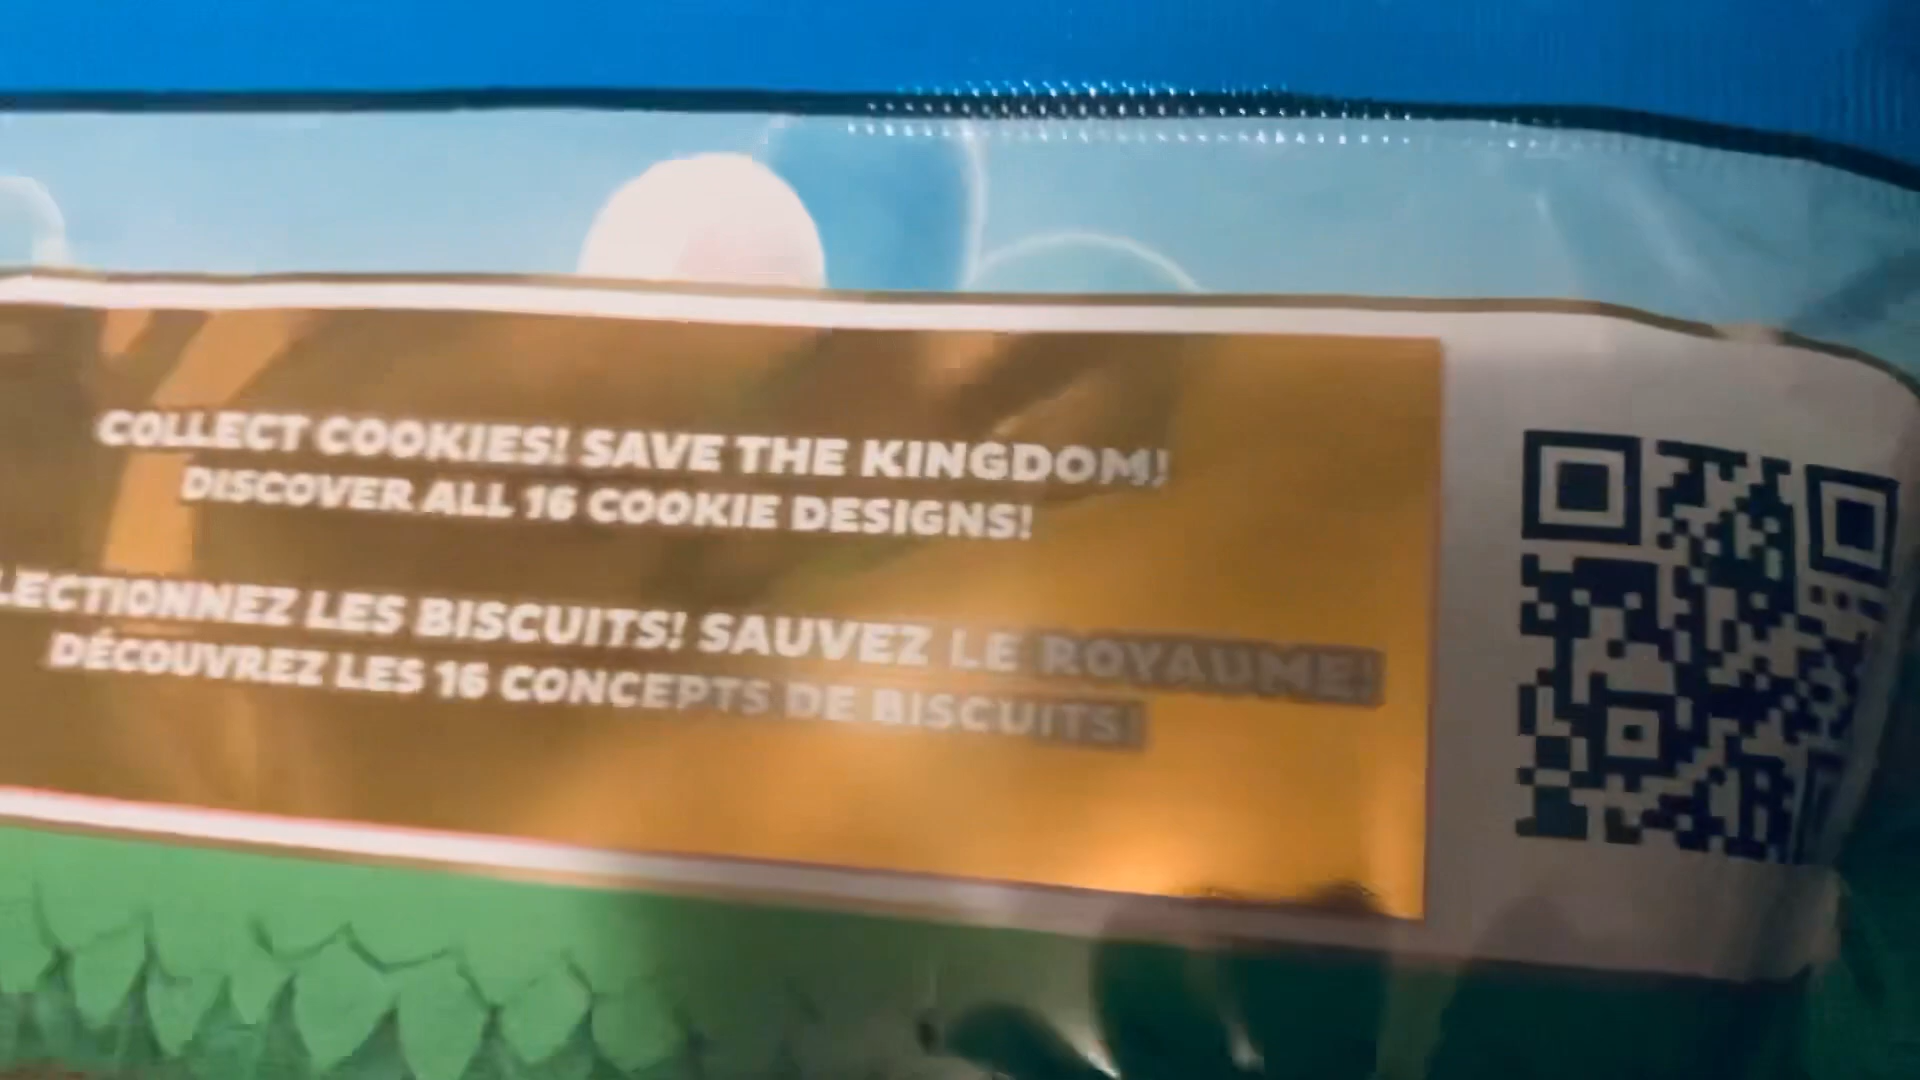 COLLECT COOKIES! SAVE THE KINGDOM!
DISCOVER ALL 16 COOKIE DESIGNS!
LECTIONNEZ LES BISCUITS! SAUVEZ LE ROYAUME!
DÉCOUVREZ LES 16 CONCEPTS DE BISCUITS!